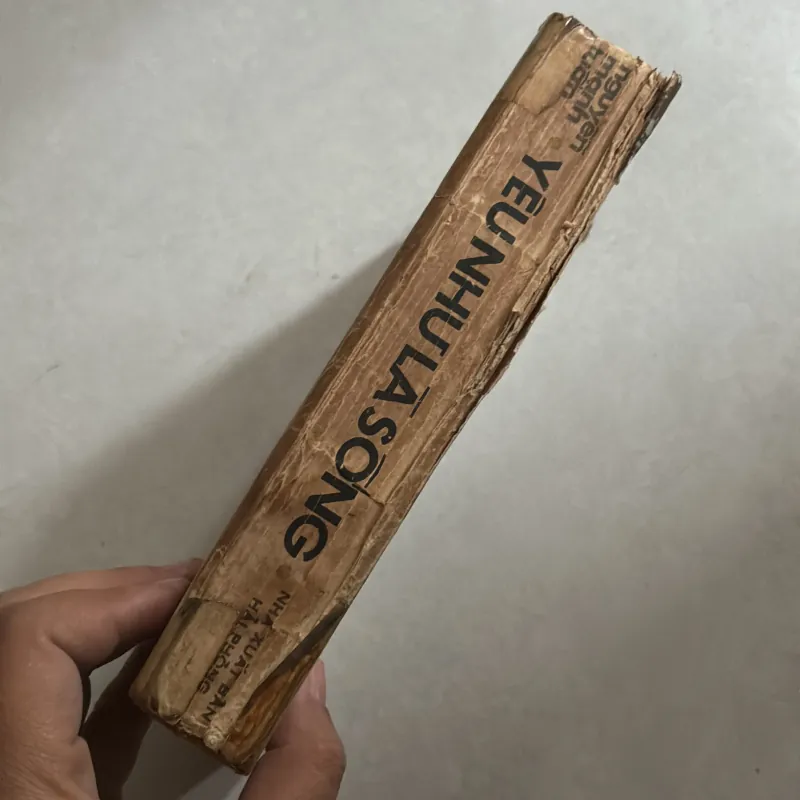 nguyễn
mạnh
tuấn
YÊU NHƯ LÀ SỐNG
NHÀ XUẤT BẢN
HẢI PHÒNG